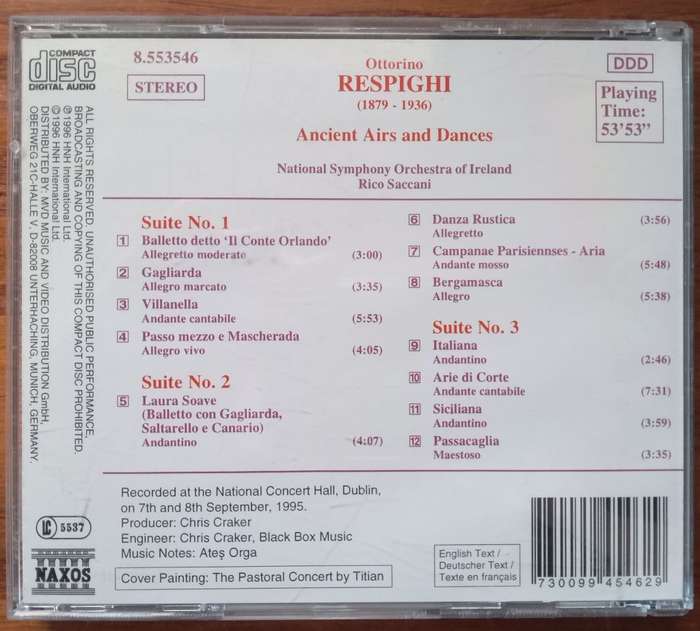 COMPACT
disc
DIGITAL AUDIO
8.553546
STEREO
Ottorino
RESPIGHI
(1879 - 1936)
Ancient Airs and Dances
National Symphony Orchestra of Ireland
Rico Saccani
DDD
Playing
Time:
53'53"
Suite No. 1
1 Balletto detto 'Il Conte Orlando'
Allegretto moderato (3:00)
2 Gagliarda
Allegro marcato (3:35)
3 Villanella
Andante cantabile (5:53)
4 Passo mezzo e Mascherada
Allegro vivo (4:05)
Suite No. 2
5 Laura Soave
(Balletto con Gagliarda,
Saltarello e Canario)
Andantino (4:07)
6 Danza Rustica (3:56)
Allegretto
7 Campanae Parisiennses - Aria
Andante mosso (5:48)
8 Bergamasca
Allegro (5:38)
Suite No. 3
9 Italiana
Andantino (2:46)
10 Arie di Corte
Andante cantabile (7:31)
11 Siciliana
Andantino (3:59)
12 Passacaglia
Maestoso (3:35)
Recorded at the National Concert Hall, Dublin,
on 7th and 8th September, 1995.
Producer: Chris Craker
Engineer: Chris Craker, Black Box Music
Music Notes: Ateş Orga
Cover Painting: The Pastoral Concert by Titian
English Text /
Deutscher Text /
Texte en français
7 30099 45462 9
ALL RIGHTS RESERVED. UNAUTHORISED PUBLIC PERFORMANCE,
BROADCASTING AND COPYING OF THIS COMPACT DISC PROHIBITED.
℗ 1996 HNH International Ltd.
© 1996 HNH International Ltd.
DISTRIBUTED BY: MVD MUSIC AND VIDEO DISTRIBUTION GmbH,
OBERWEG 21C-HALLE V, D-82008 UNTERHACHING, MUNICH, GERMANY.
LC 5537
NAXOS